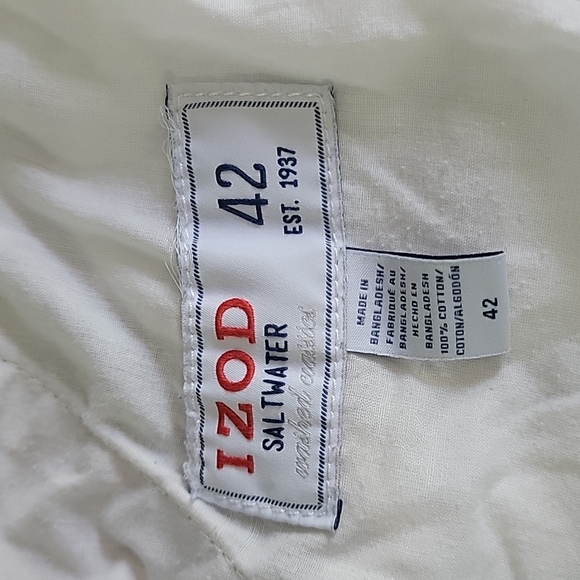 IZOD
SALTWATER
washed classics
42
EST. 1937
MADE IN
BANGLADESH/
FABRIQUÉ AU
BANGLADESH/
HECHO EN
BANGLADESH
100% COTTON/
COTON/ALGODÓN
42